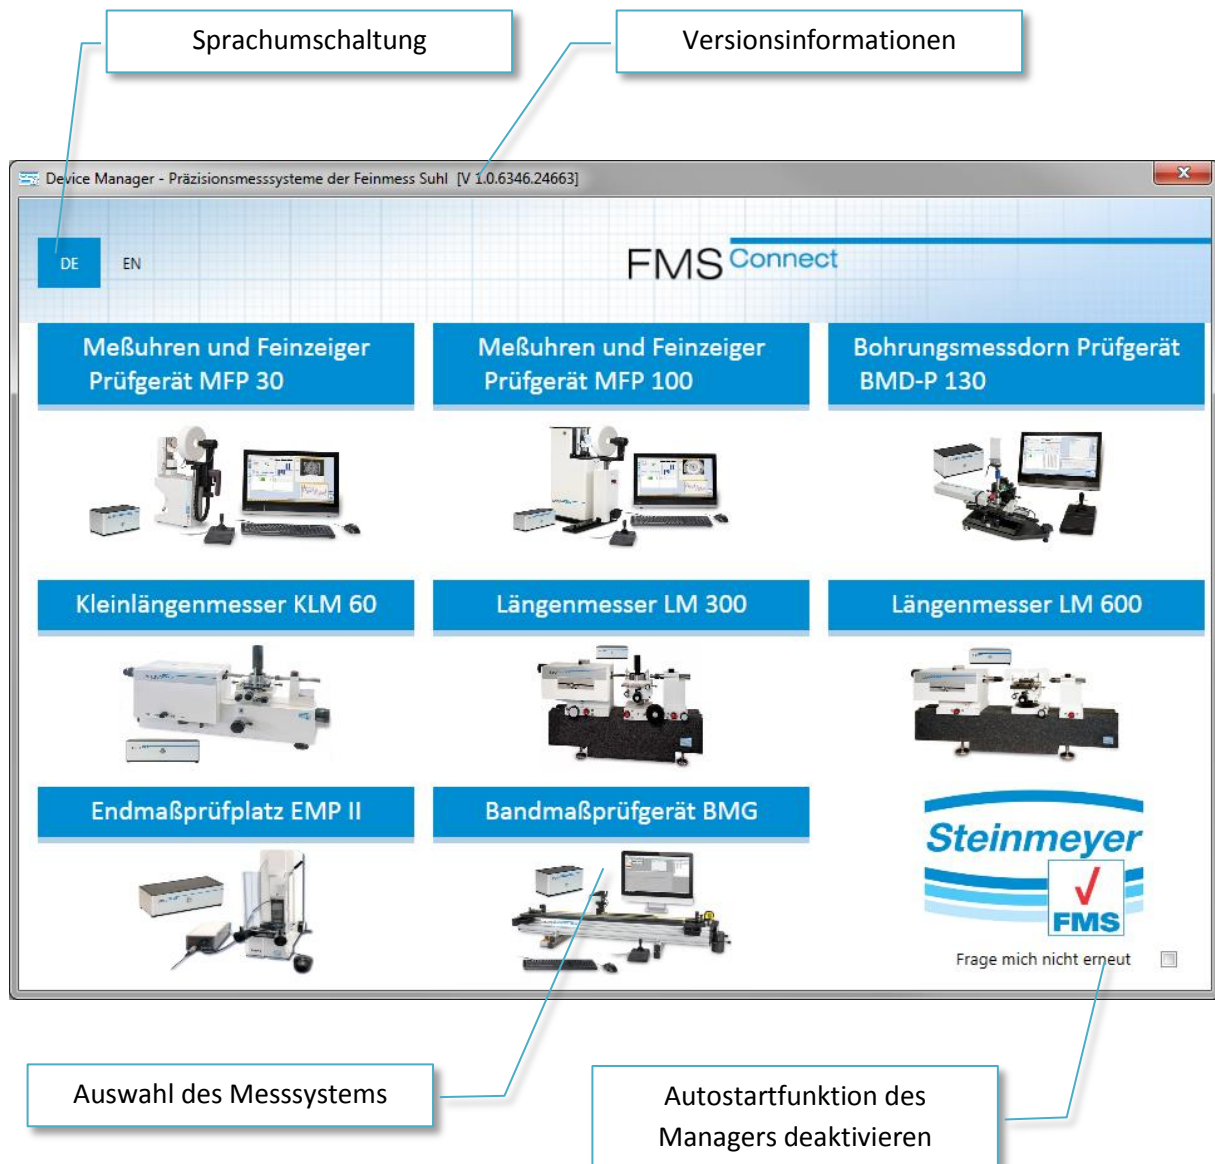 Sprachumschaltung
Versionsinformationen
Device Manager - Präzisionsmesssysteme der Feinmess Suhl [V 1.0.6346.24663]
DE
EN
FMS Connect
Meßuhren und Feinzeiger
Prüfgerät MFP 30
Meßuhren und Feinzeiger
Prüfgerät MFP 100
Bohrungsmessdorn Prüfgerät
BMD-P 130
Kleinlängenmesser KLM 60
Längenmesser LM 300
Längenmesser LM 600
Endmaßprüfplatz EMP II
Bandmaßprüfgerät BMG
Steinmeyer
FMS
Frage mich nicht erneut
Auswahl des Messsystems
Autostartfunktion des
Managers deaktivieren